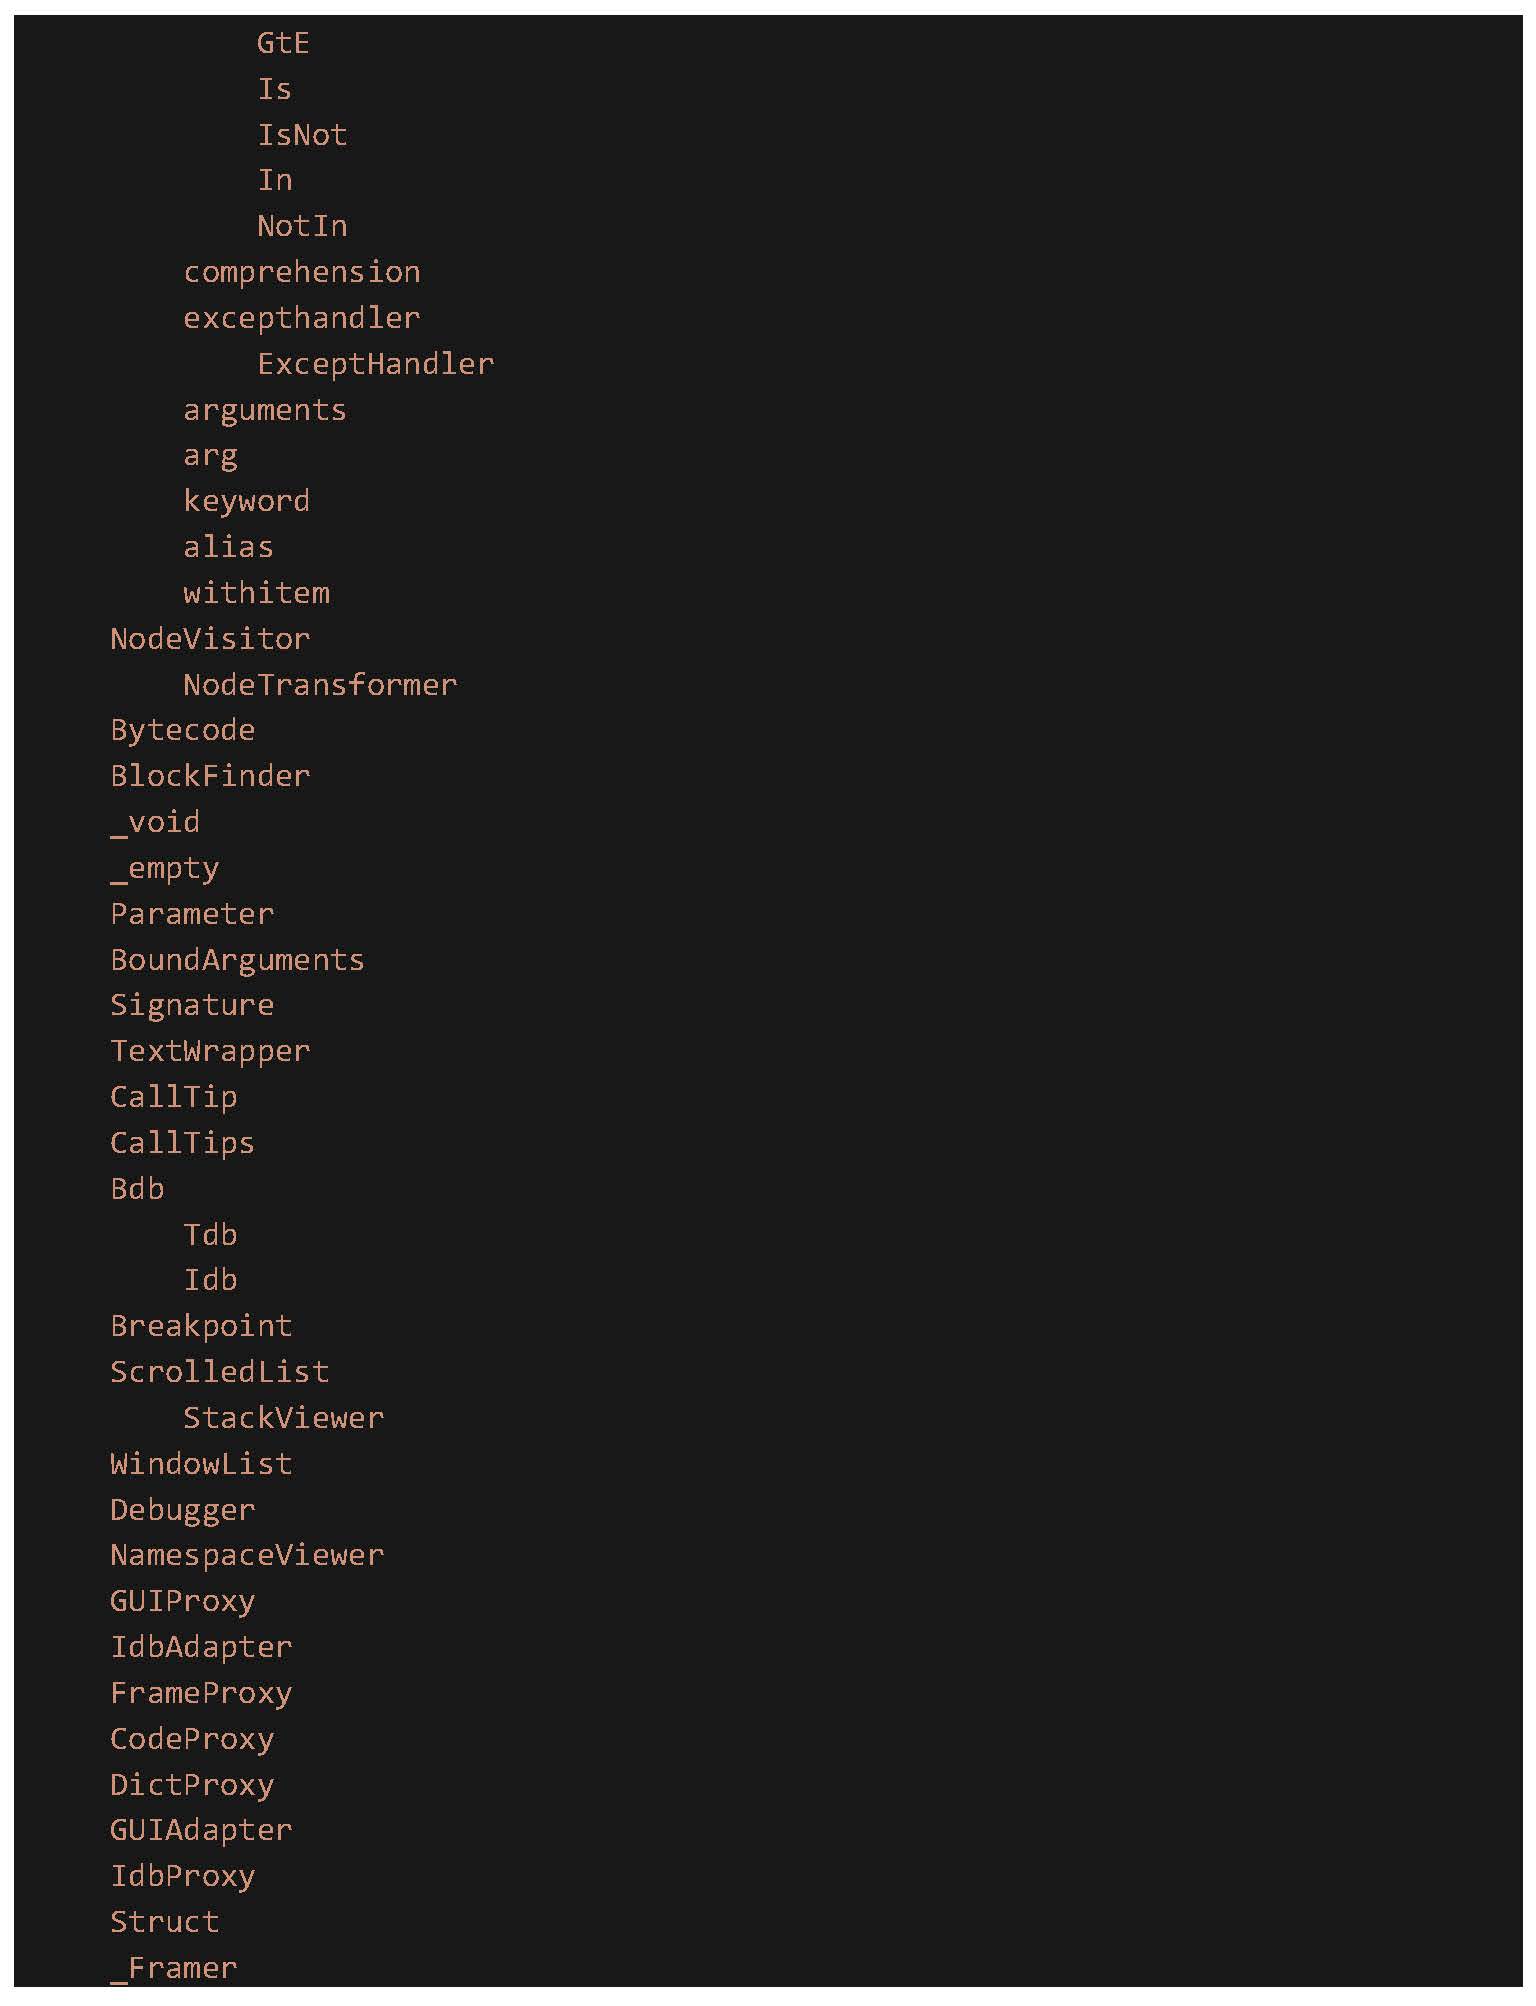 GtE
Is
IsNot
In
NotIn
comprehension
excepthandler
ExceptHandler
arguments
arg
keyword
alias
withitem
NodeVisitor
NodeTransformer
Bytecode
BlockFinder
_void
_empty
Parameter
BoundArguments
Signature
TextWrapper
CallTip
CallTips
Bdb
Tdb
Idb
Breakpoint
ScrolledList
StackViewer
WindowList
Debugger
NamespaceViewer
GUIProxy
IdbAdapter
FrameProxy
CodeProxy
DictProxy
GUIAdapter
IdbProxy
Struct
_Framer